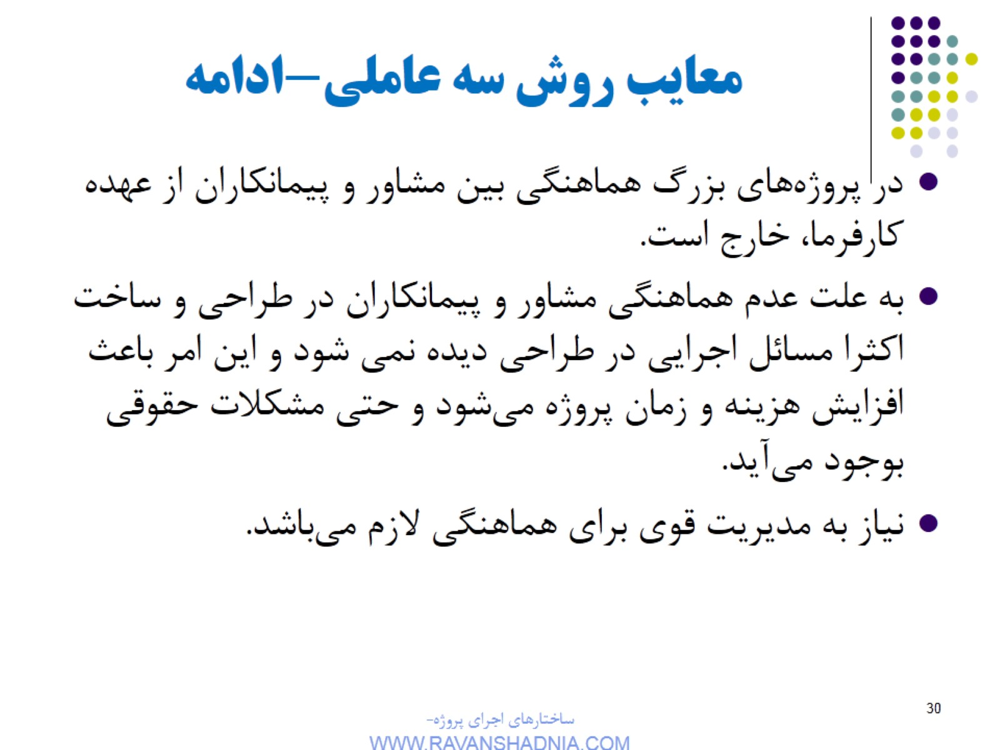 معایب روش سه عاملی-ادامه
در پروژه‌های بزرگ هماهنگی بین مشاور و پیمانکاران از عهده
کارفرما، خارج است.
به علت عدم هماهنگی مشاور و پیمانکاران در طراحی و ساخت
اکثرا مسائل اجرایی در طراحی دیده نمی شود و این امر باعث
افزایش هزینه و زمان پروژه می‌شود و حتی مشکلات حقوقی
بوجود می‌آید.
نیاز به مدیریت قوی برای هماهنگی لازم می‌باشد.
30
ساختارهای اجرای پروژه-
WWW.RAVANSHADNIA.COM